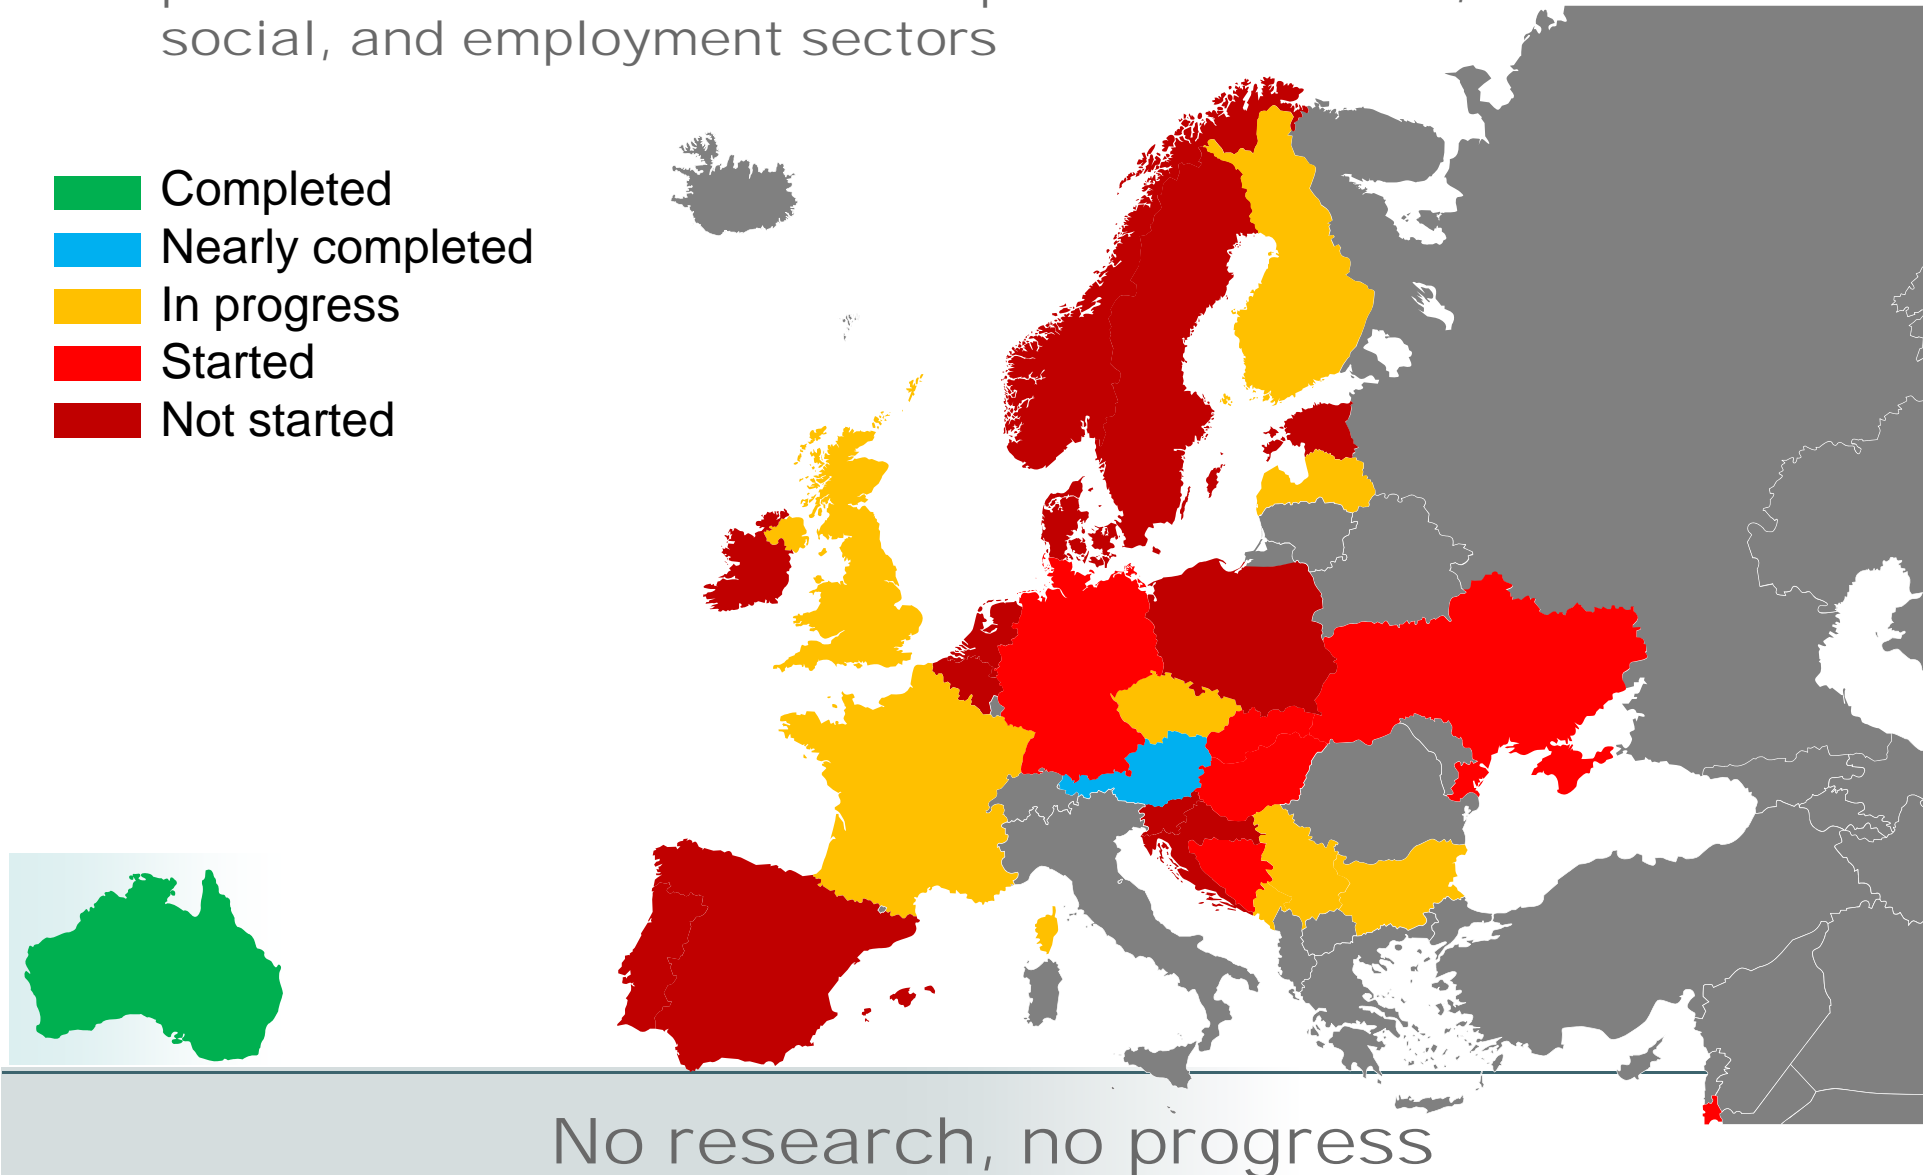 social, and employment sectors
Completed
Nearly completed
In progress
Started
Not started
No research, no progress